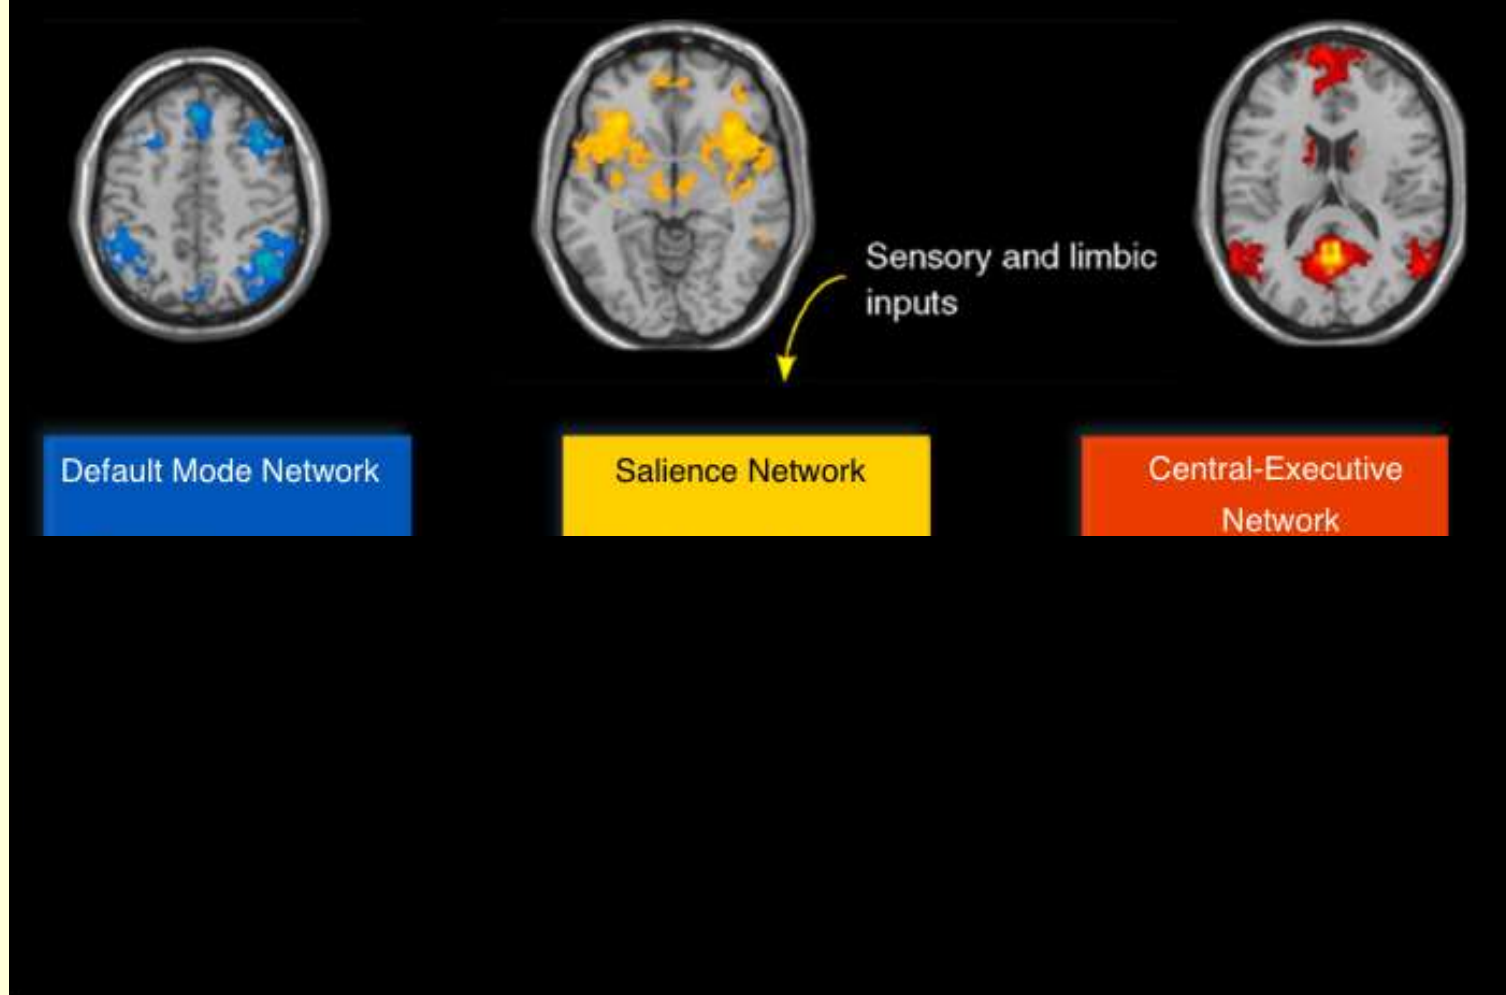 Sensory and limbic
inputs
Default Mode Network
Salience Network
Central-Executive
Network